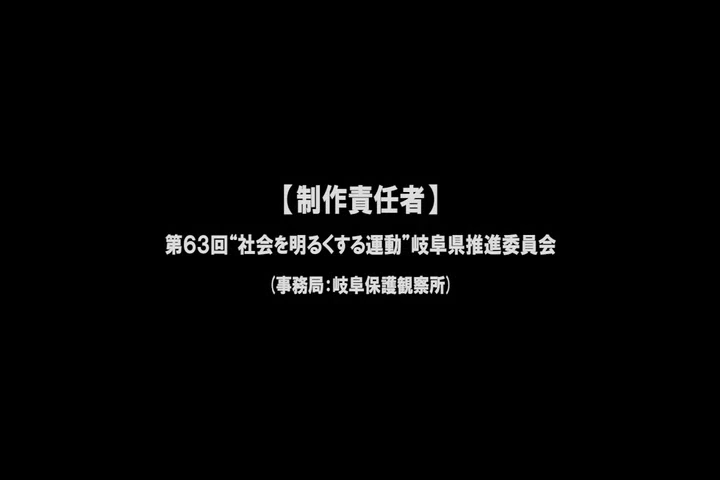 【制作責任者】
第63回“社会を明るくする運動”岐阜県推進委員会
(事務局:岐阜保護観察所)